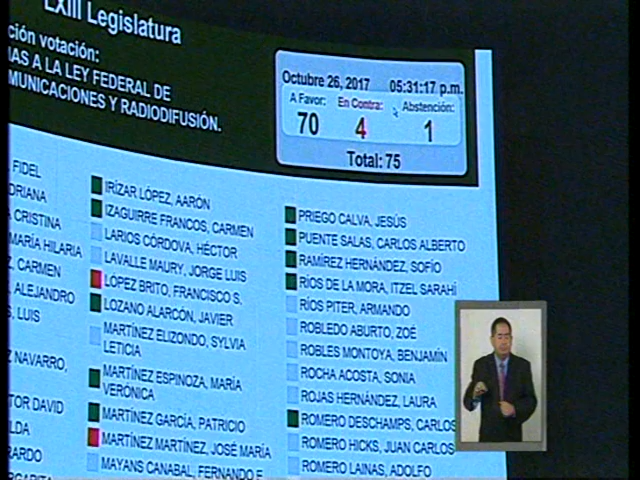 LXIII Legislatura
ción votación:
MAS A LA LEY FEDERAL DE
MUNICACIONES Y RADIODIFUSIÓN.
Octubre 26, 2017 05:31:17 p.m.
A Favor: En Contra: Abstención:
70 4 1
Total: 75
FIDEL
DRIANA
CRISTINA
MARÍA HILARIA
Z, CARMEN
ALEJANDRO
S, LUIS
Z NAVARRO,
TOR DAVID
LDA
RARDO
MARGARITA
IRÍZAR LÓPEZ, AARÓN
IZAGUIRRE FRANCOS, CARMEN
LARIOS CÓRDOVA, HÉCTOR
LAVALLE MAURY, JORGE LUIS
LÓPEZ BRITO, FRANCISCO S.
LOZANO ALARCÓN, JAVIER
MARTÍNEZ ELIZONDO, SYLVIA
LETICIA
MARTÍNEZ ESPINOZA, MARÍA
VERÓNICA
MARTÍNEZ GARCÍA, PATRICIO
MARTÍNEZ MARTÍNEZ, JOSÉ MARÍA
MAYANS CANABAL, FERNANDO E.
PRIEGO CALVA, JESÚS
PUENTE SALAS, CARLOS ALBERTO
RAMÍREZ HERNÁNDEZ, SOFÍO
RÍOS DE LA MORA, ITZEL SARAHÍ
RÍOS PITER, ARMANDO
ROBLEDO ABURTO, ZOÉ
ROBLES MONTOYA, BENJAMÍN
ROCHA ACOSTA, SONIA
ROJAS HERNÁNDEZ, LAURA
ROMERO DESCHAMPS, CARLOS
ROMERO HICKS, JUAN CARLOS
ROMERO LAINAS, ADOLFO